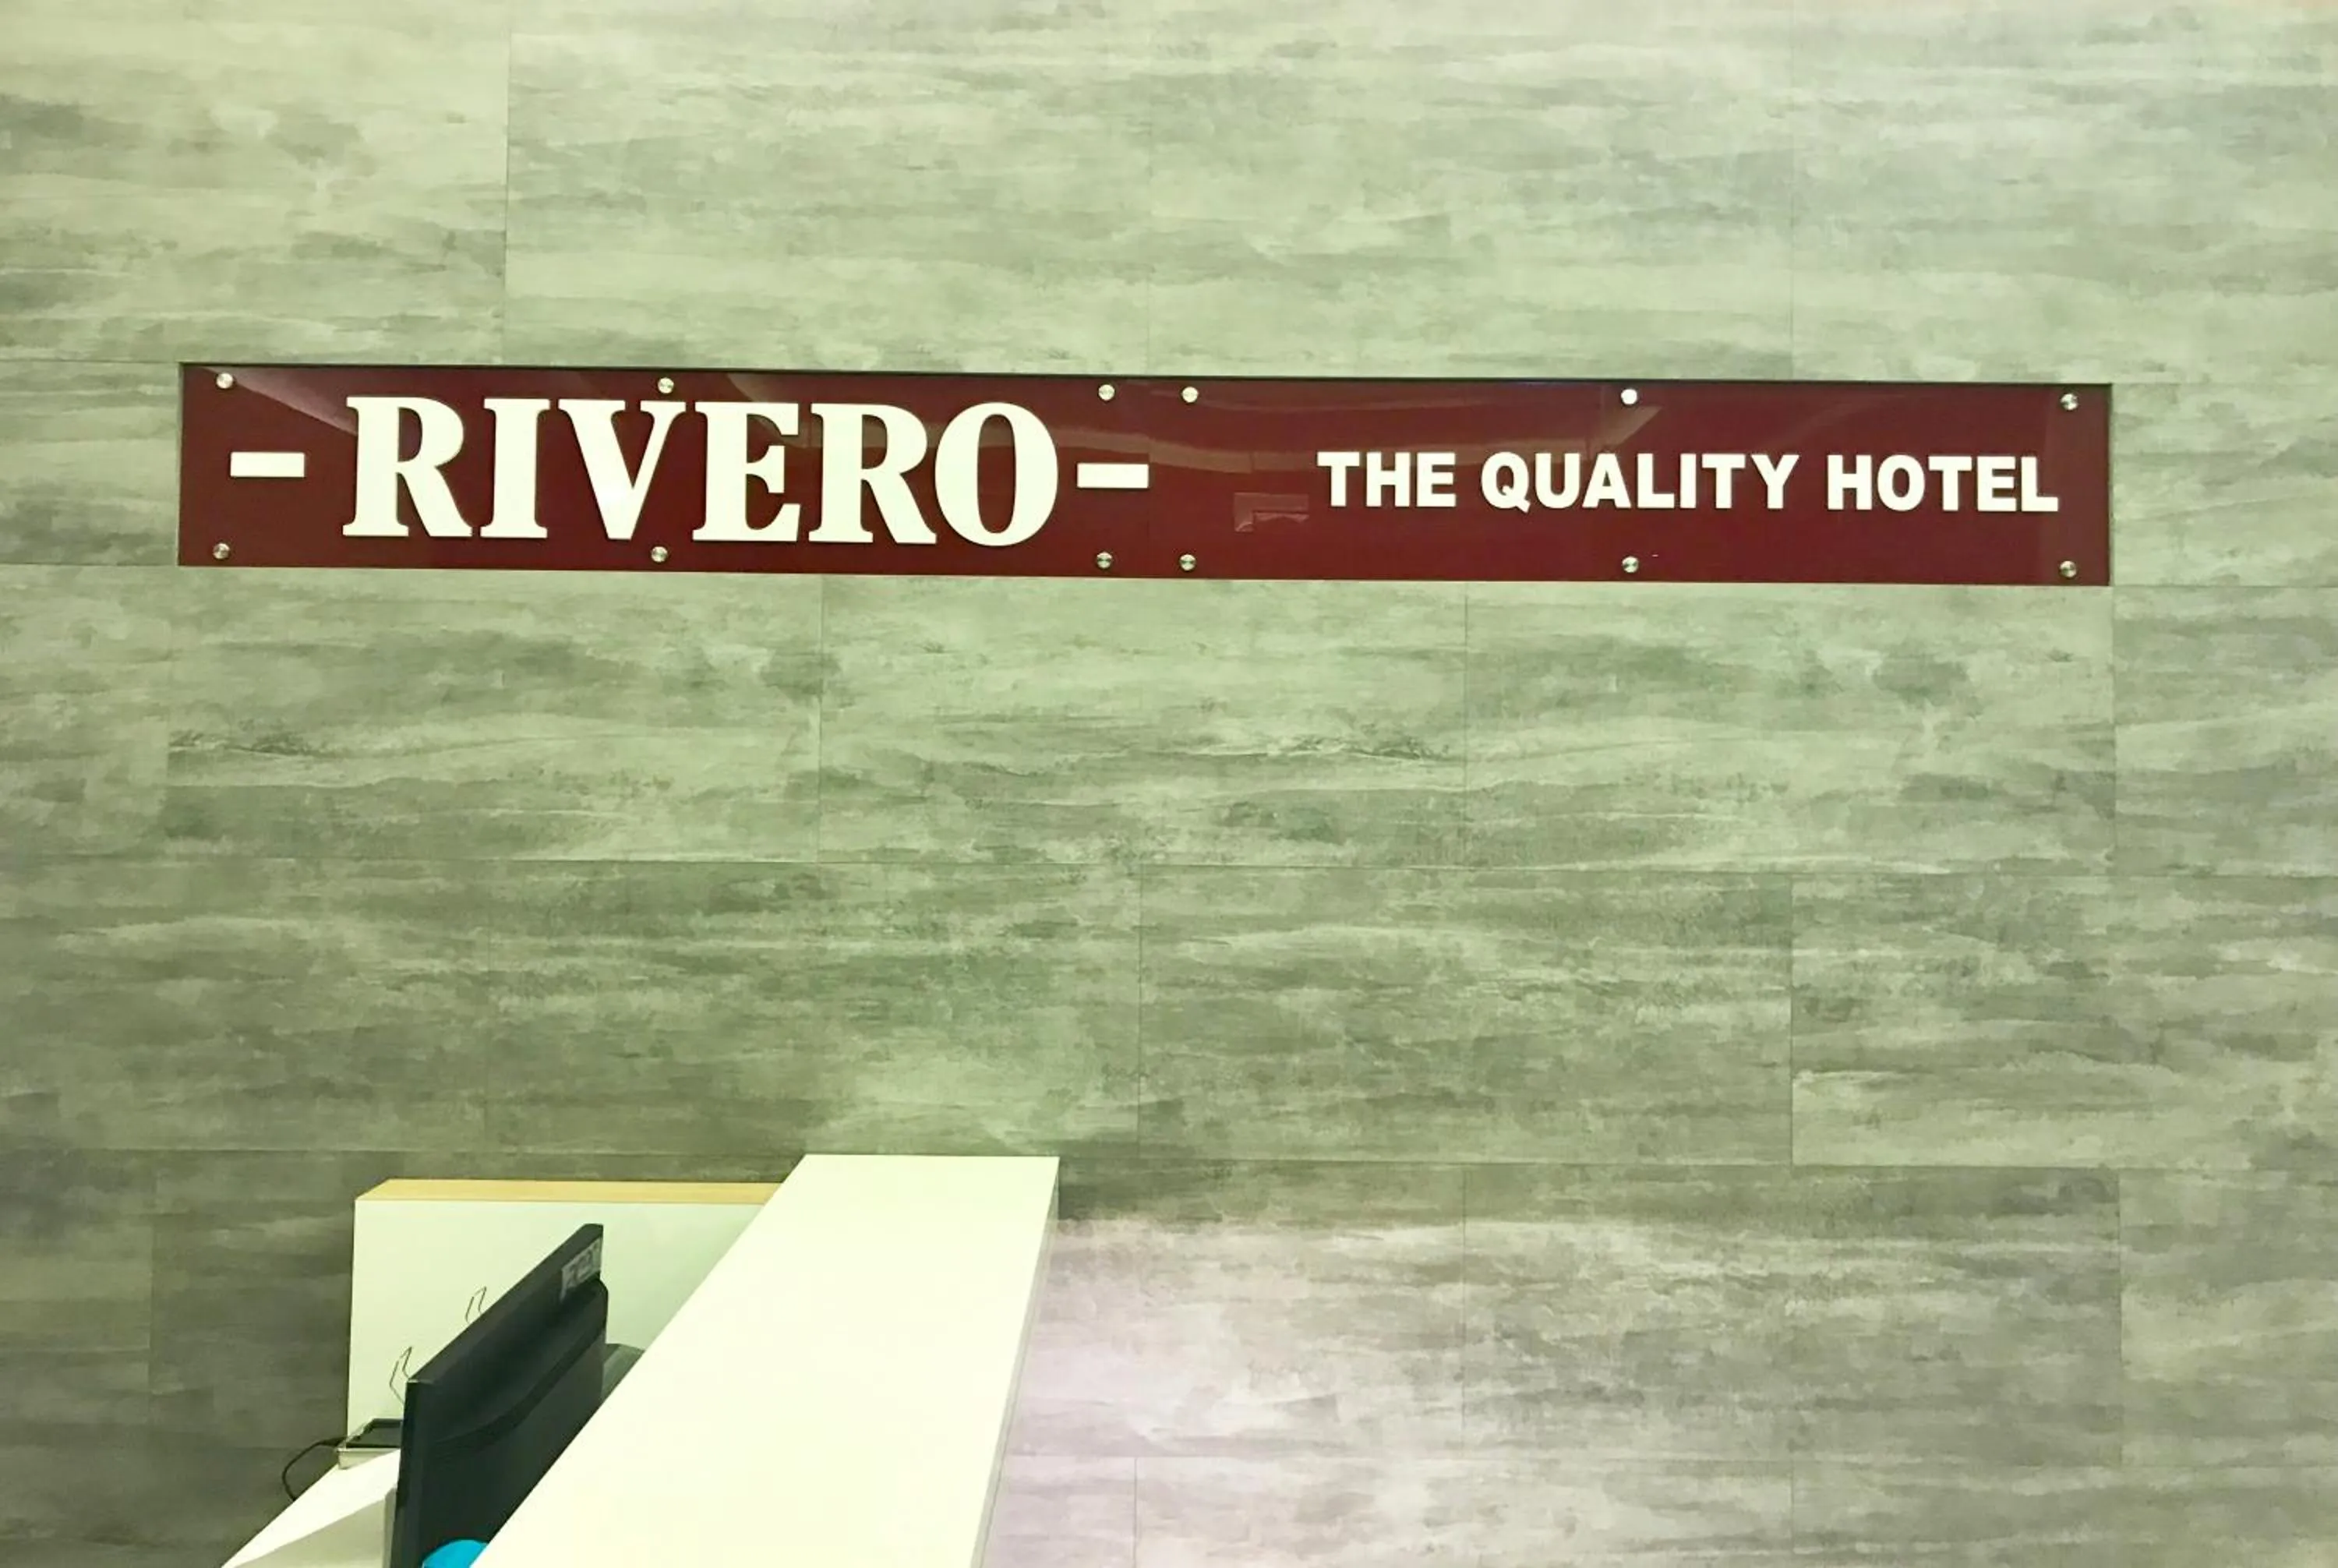 - RIVERO - THE QUALITY HOTEL